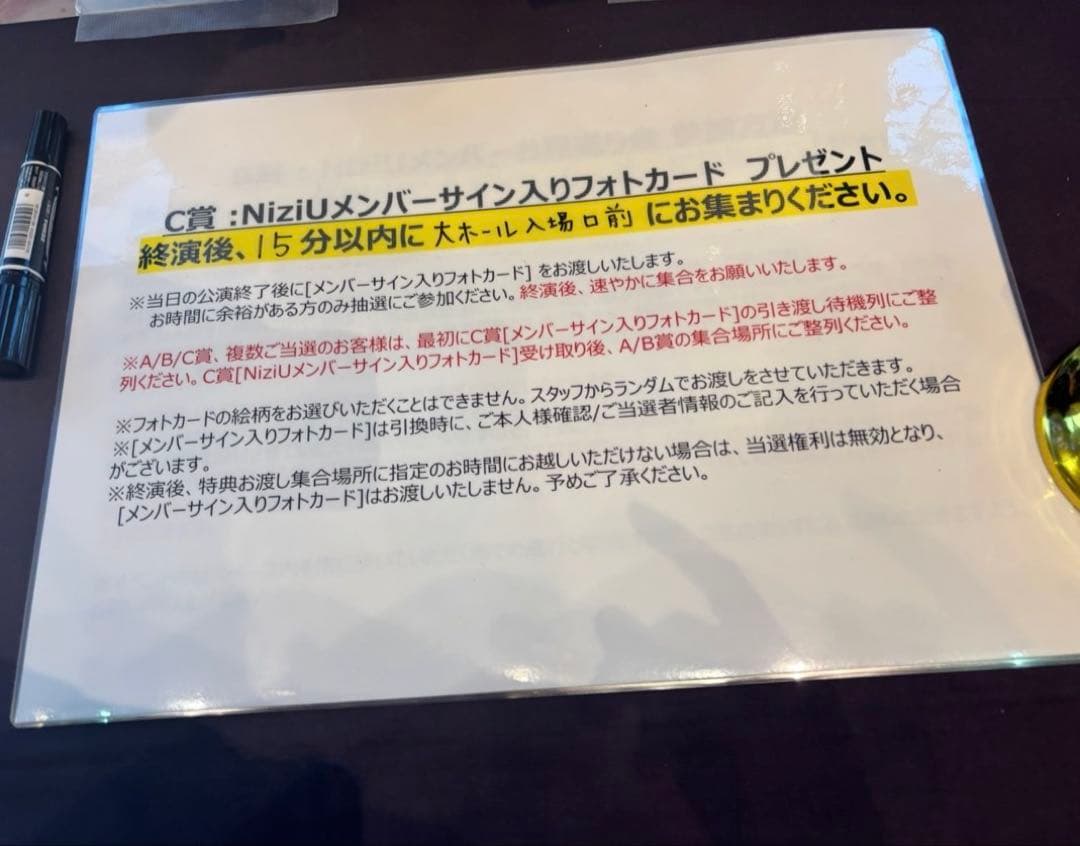 C賞：NiziUメンバーサイン入りフォトカード　プレゼント
終演後、15分以内に 大ホール入場口前 にお集まりください。
※当日の公演終了後に[メンバーサイン入りフォトカード] をお渡しいたします。
お時間に余裕がある方のみ抽選にご参加ください。終演後、速やかに集合をお願いいたします。
※A/B/C賞、複数ご当選のお客様は、最初にC賞[メンバーサイン入りフォトカード]の引き渡し待機列にご整
列ください。C賞[NiziUメンバーサイン入りフォトカード]受け取り後、A/B賞の集合場所にご整列ください。
※フォトカードの絵柄をお選びいただくことはできません。スタッフからランダムでお渡しをさせていただきます。
※[メンバーサイン入りフォトカード]は引換時に、ご本人様確認/ご当選者情報のご記入を行っていただく場合
がございます。
※終演後、特典お渡し集合場所に指定のお時間にお越しいただけない場合は、当選権利は無効となり、
[メンバーサイン入りフォトカード]はお渡しいたしません。予めご了承ください。